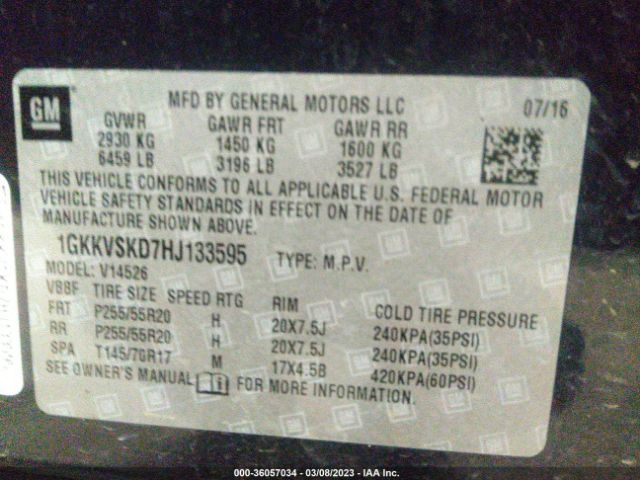 GM
MFD BY GENERAL MOTORS LLC 07/16
GVWR GAWR FRT GAWR RR
2930 KG 1450 KG 1600 KG
6459 LB 3196 LB 3527 LB
THIS VEHICLE CONFORMS TO ALL APPLICABLE U.S. FEDERAL MOTOR
VEHICLE SAFETY STANDARDS IN EFFECT ON THE DATE OF
MANUFACTURE SHOWN ABOVE.
1GKKVSKD7HJ133595 TYPE: M.P.V.
MODEL: V14526
VBBF TIRE SIZE SPEED RTG RIM COLD TIRE PRESSURE
FRT P255/55R20 H 20X7.5J 240KPA(35PSI)
RR P255/55R20 H 20X7.5J 240KPA(35PSI)
SPA T145/70R17 M 17X4.5B 420KPA(60PSI)
SEE OWNER'S MANUAL FOR MORE INFORMATION.
000-36057034 — 03/08/2023 — IAA Inc.